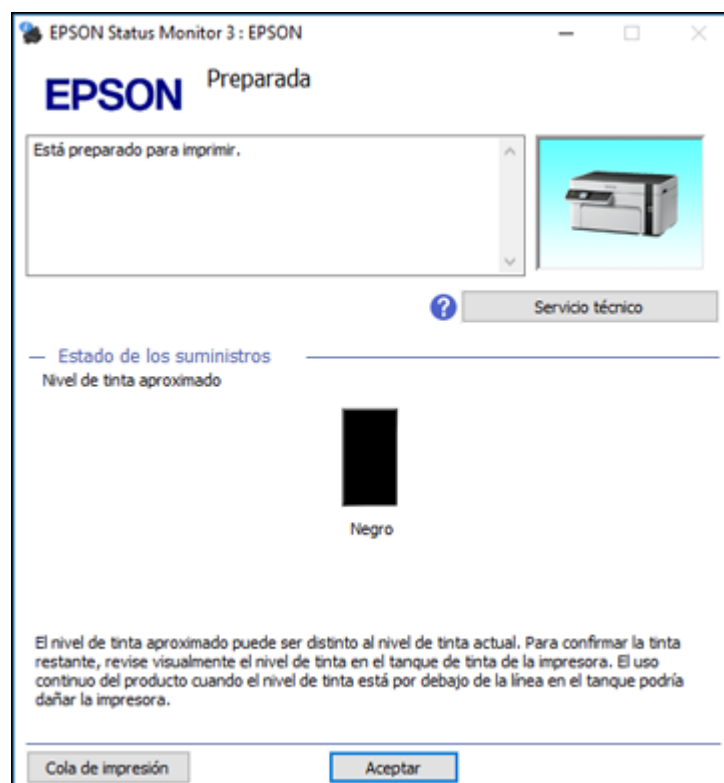 EPSON Status Monitor 3 : EPSON
EPSON
Preparada
Está preparado para imprimir.
?
Servicio técnico
Estado de los suministros
Nivel de tinta aproximado
Negro
El nivel de tinta aproximado puede ser distinto al nivel de tinta actual. Para confirmar la tinta
restante, revise visualmente el nivel de tinta en el tanque de tinta de la impresora. El uso
continuo del producto cuando el nivel de tinta está por debajo de la línea en el tanque podría
dañar la impresora.
Cola de impresión
Aceptar